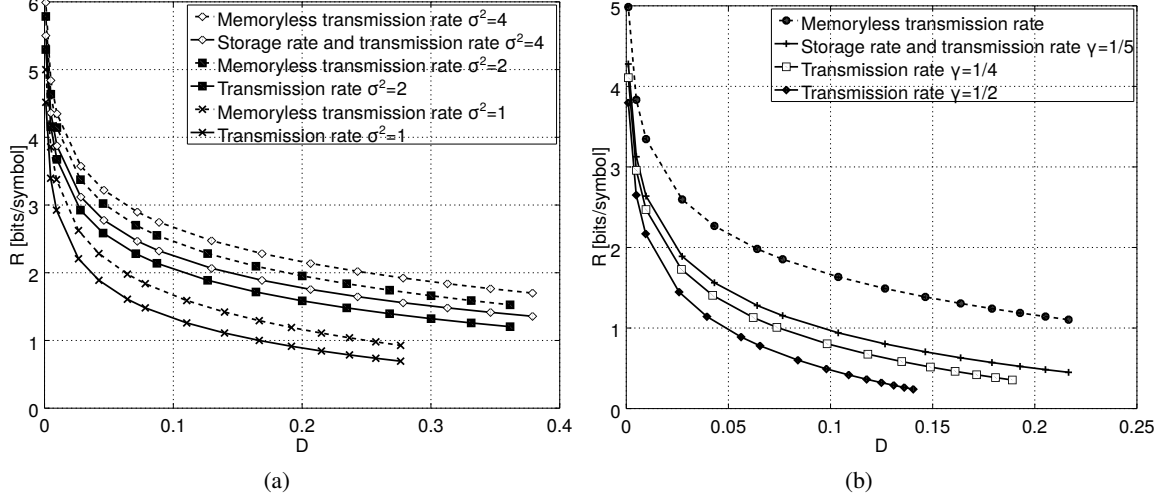 Memoryless transmission rate σ²=4
Storage rate and transmission rate σ²=4
Memoryless transmission rate σ²=2
Transmission rate σ²=2
Memoryless transmission rate σ²=1
Transmission rate σ²=1
R [bits/symbol]
6
5
4
3
2
1
0
0
0.1
0.2
0.3
0.4
D
(a)
Memoryless transmission rate
Storage rate and transmission rate γ=1/5
Transmission rate γ=1/4
Transmission rate γ=1/2
R [bits/symbol]
5
4
3
2
1
0
0
0.05
0.1
0.15
0.2
0.25
D
(b)